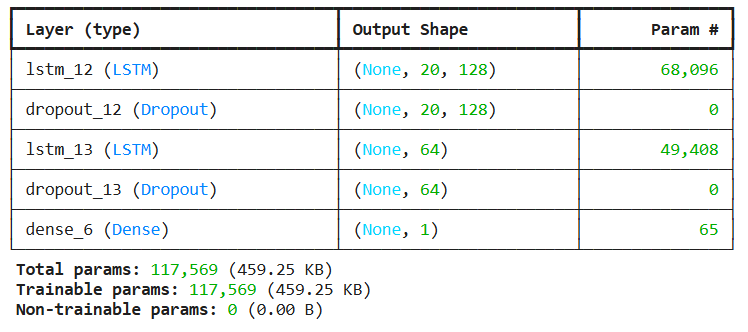 Layer (type) Output Shape Param #
lstm_12 (LSTM) (None, 20, 128) 68,096
dropout_12 (Dropout) (None, 20, 128) 0
lstm_13 (LSTM) (None, 64) 49,408
dropout_13 (Dropout) (None, 64) 0
dense_6 (Dense) (None, 1) 65
Total params: 117,569 (459.25 KB)
Trainable params: 117,569 (459.25 KB)
Non-trainable params: 0 (0.00 B)